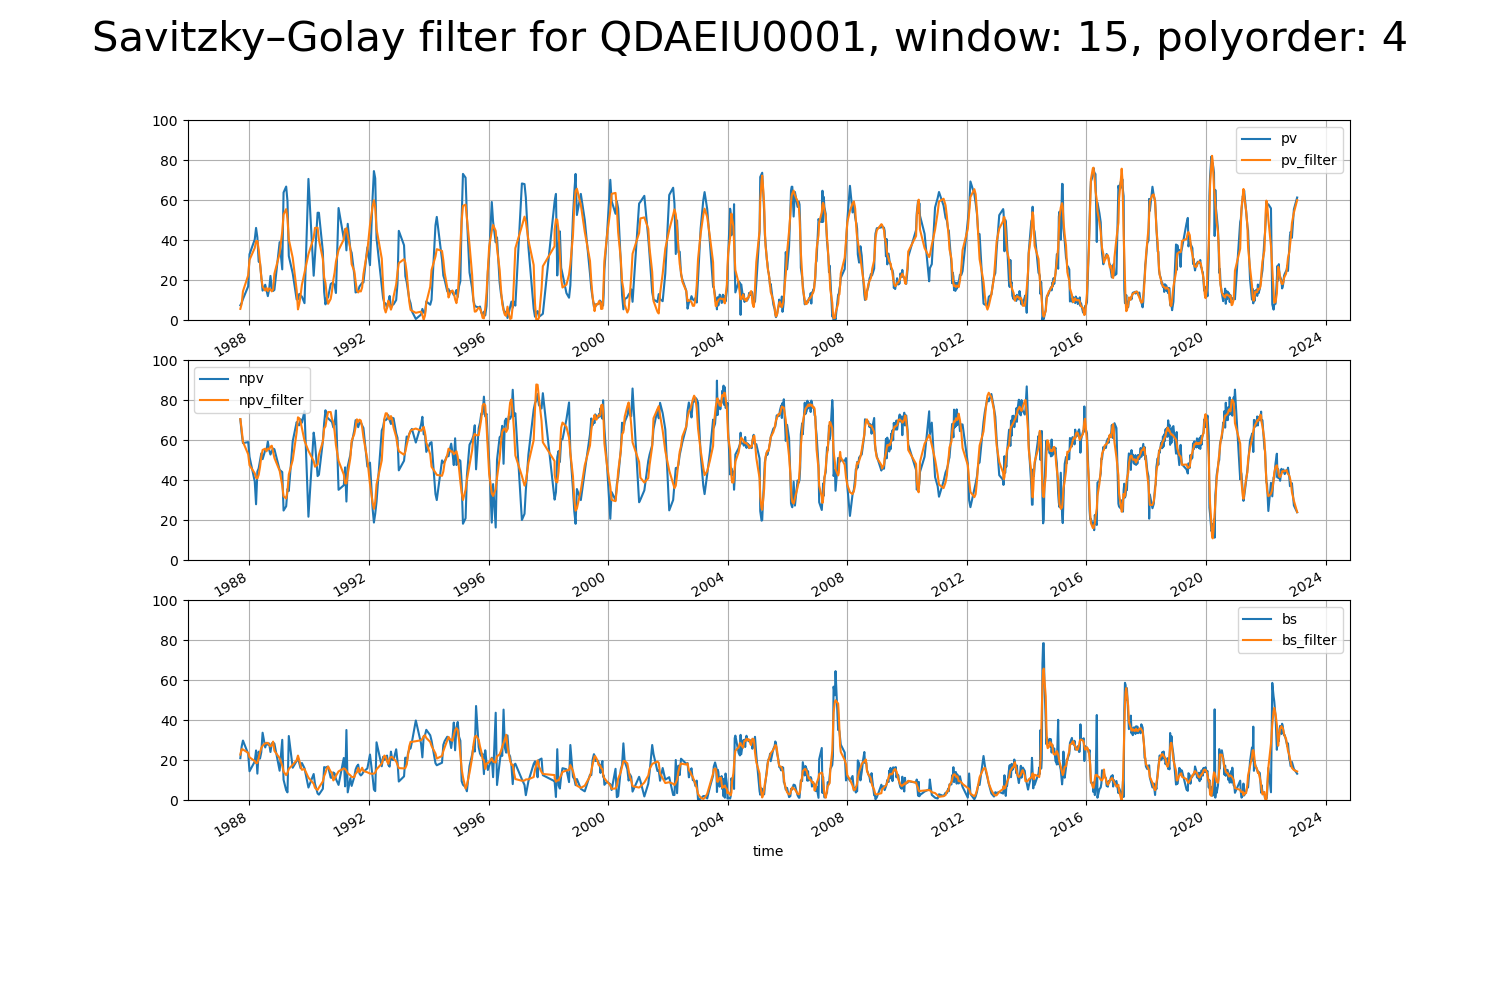 Savitzky–Golay filter for QDAEIU0001, window: 15, polyorder: 4
100
80
60
40
20
0
pv
pv_filter
1988 1992 1996 2000 2004 2008 2012 2016 2020 2024
100
80
60
40
20
0
npv
npv_filter
1988 1992 1996 2000 2004 2008 2012 2016 2020 2024
100
80
60
40
20
0
bs
bs_filter
1988 1992 1996 2000 2004 2008 2012 2016 2020 2024
time